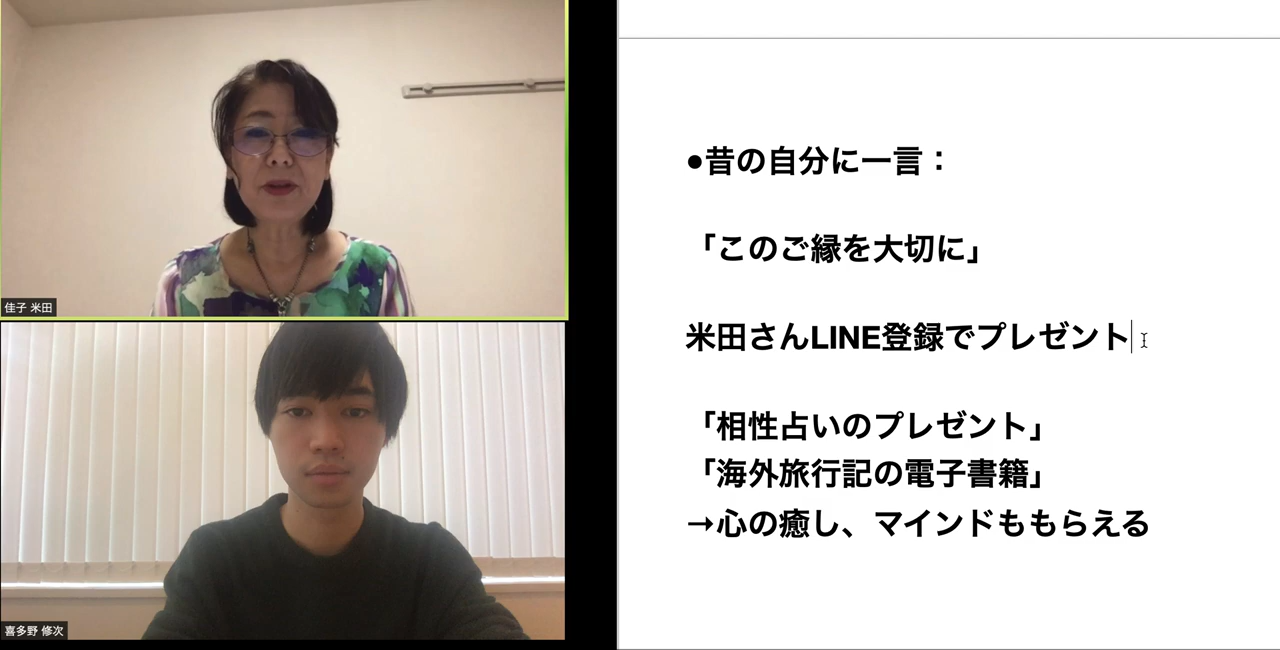 佳子 米田
喜多野 修次
●昔の自分に一言：
「このご縁を大切に」
米田さんLINE登録でプレゼント
「相性占いのプレゼント」
「海外旅行記の電子書籍」
→心の癒し、マインドももらえる